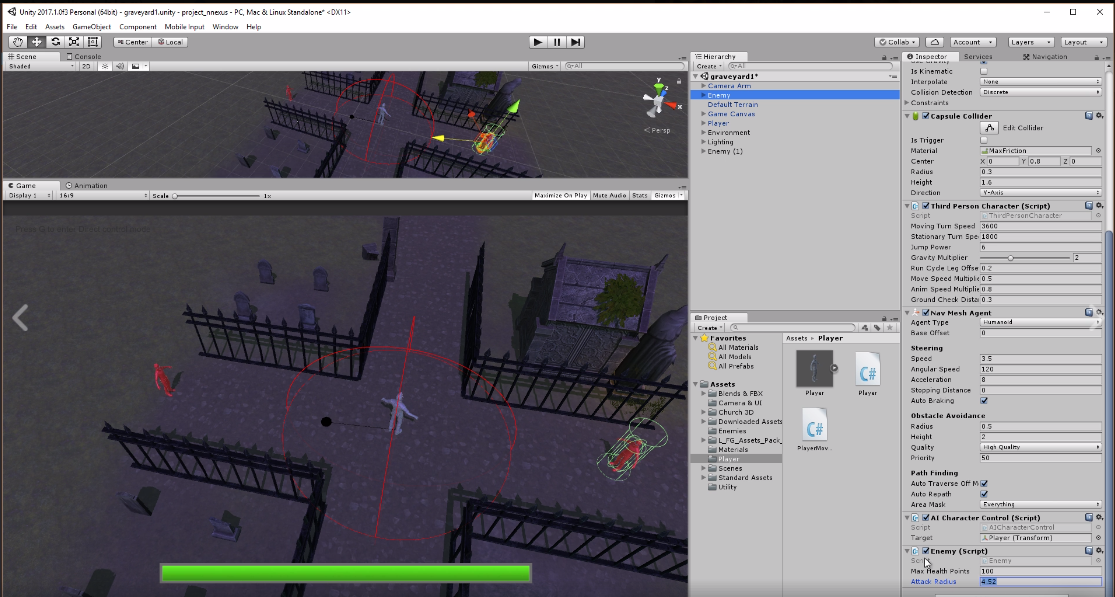 Unity 2017.1.0f3 Personal (64bit) - graveyard1.unity - project_nnexus - PC, Mac & Linux Standalone* <DX11>
File Edit Assets GameObject Component Mobile Input Window Help
Center Local Collab Account Layers Layout
Scene Console
Shaded 2D Gizmos All
Persp
Game Animation
Display 1 16:9 Scale 1x Maximize On Play Mute Audio Stats Gizmos
Hierarchy
Create All
graveyard1*
Camera Arm
Enemy
Default Terrain
Game Canvas
Player
Environment
Lighting
Enemy (1)
Project
Create
Favorites
All Materials
All Models
All Prefabs
Assets
Blends & FBX
Camera & UI
Church 3D
Downloaded Assets
Enemies
L_FG_Assets_Pack_
Materials
Player
Scenes
Standard Assets
Utility
Assets Player
Player Player
C#
C#
PlayerMov...
Inspector Services Navigation
Is Kinematic
Interpolate None
Collision Detection Discrete
Constraints
Capsule Collider
Edit Collider
Is Trigger
Material MaxFriction
Center X 0 Y 0.8 Z 0
Radius 0.3
Height 1.6
Direction Y-Axis
Third Person Character (Script)
Script ThirdPersonCharacter
Moving Turn Speed 3600
Stationary Turn Spe 1800
Jump Power 6
Gravity Multiplier 2
Run Cycle Leg Offse 0.2
Move Speed Multiplie 0.5
Anim Speed Multiplie 0.8
Ground Check Distan 0.3
Nav Mesh Agent
Agent Type Humanoid
Base Offset 0
Steering
Speed 3.5
Angular Speed 120
Acceleration 8
Stopping Distance 0
Auto Braking
Obstacle Avoidance
Radius 0.5
Height 2
Quality High Quality
Priority 50
Path Finding
Auto Traverse Off M
Auto Repath
Area Mask Everything
AI Character Control (Script)
Script AICharacterControl
Target Player (Transform)
Enemy (Script)
Script Enemy
Max Health Points 100
Attack Radius 4.52